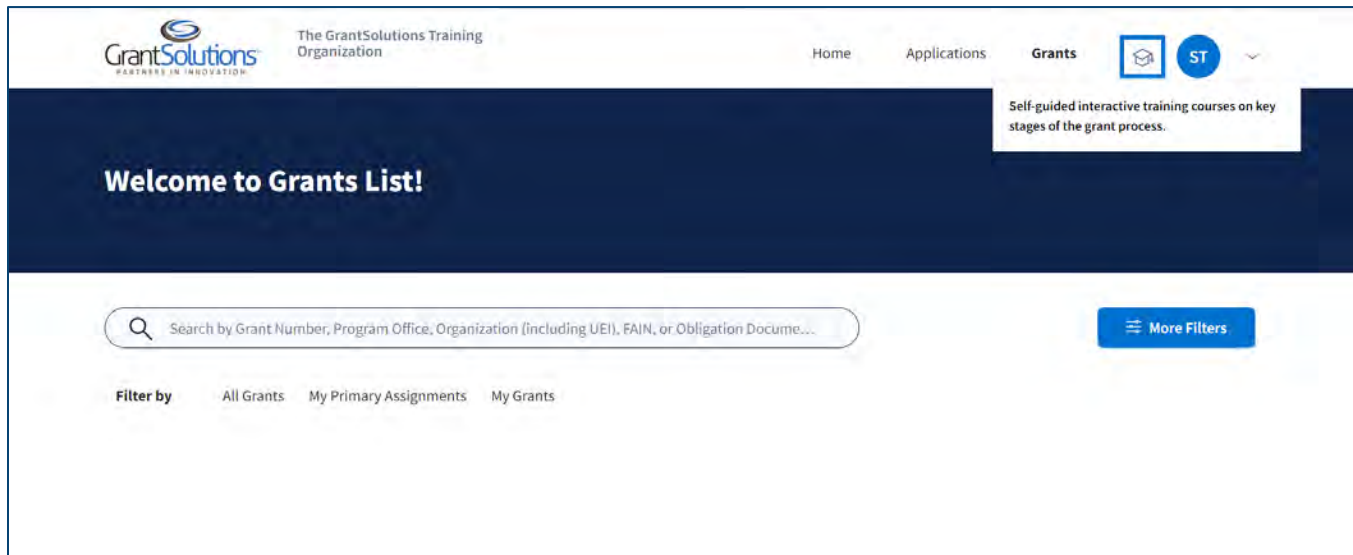 GrantSolutions
PARTNERS IN INNOVATION
The GrantSolutions Training
Organization
Home
Applications
Grants
ST
Self-guided interactive training courses on key
stages of the grant process.
Welcome to Grants List!
Search by Grant Number, Program Office, Organization (including UEI), FAIN, or Obligation Docume...
More Filters
Filter by
All Grants
My Primary Assignments
My Grants